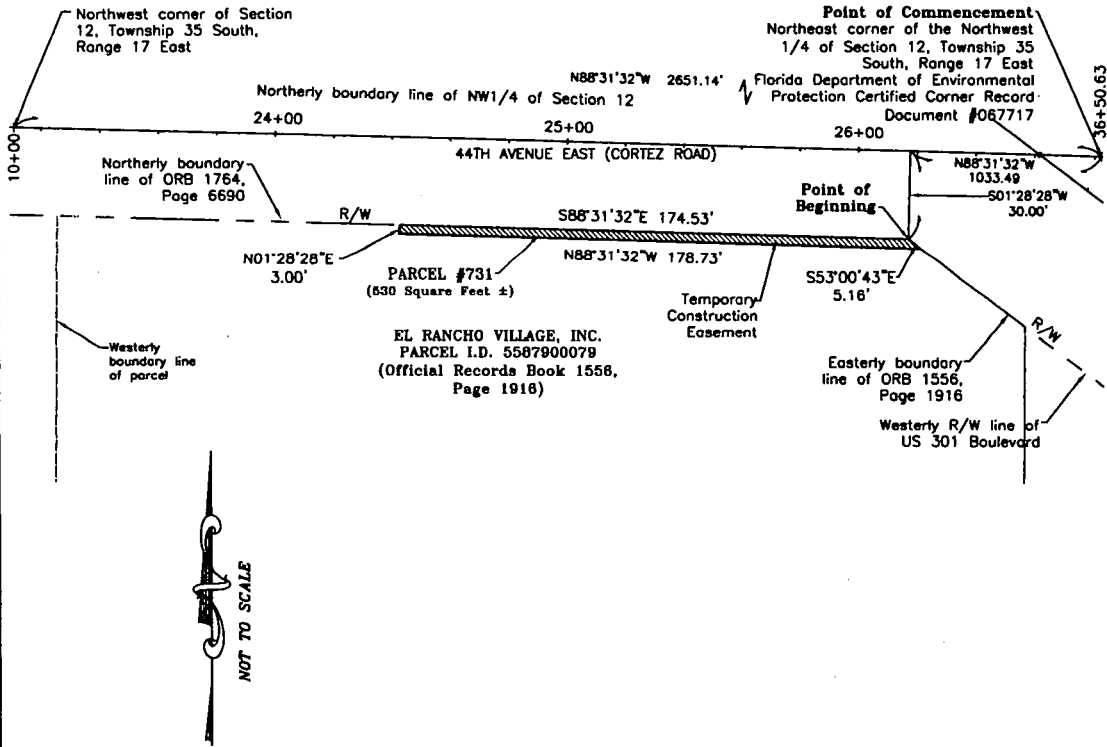 Northwest corner of Section
12, Township 35 South,
Range 17 East
Point of Commencement
Northeast corner of the Northwest
1/4 of Section 12, Township 35
South, Range 17 East
Florida Department of Environmental
Protection Certified Corner Record
Document #067717
N88°31'32"W 2651.14'
Northerly boundary line of NW1/4 of Section 12
10+00
24+00
25+00
26+00
36+50.63
44TH AVENUE EAST (CORTEZ ROAD)
N88°31'32"W
1033.49
S01°28'28"W
30.00'
Northerly boundary
line of ORB 1764,
Page 6690
Point of
Beginning
R/W
S88°31'32"E 174.53'
N01°28'28"E
3.00'
N88°31'32"W 178.73'
PARCEL #731
(530 Square Feet ±)
S53°00'43"E
5.16'
Temporary
Construction
Easement
EL RANCHO VILLAGE, INC.
PARCEL I.D. 5587900079
(Official Records Book 1556,
Page 1916)
Westerly
boundary line
of parcel
R/W
Easterly boundary
line of ORB 1556,
Page 1916
Westerly R/W line of
US 301 Boulevard
NOT TO SCALE